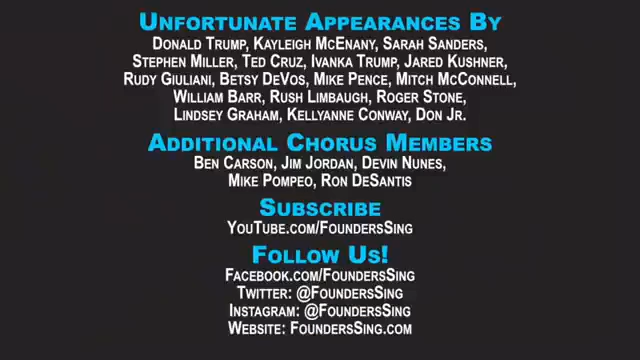 Unfortunate Appearances By
Donald Trump, Kayleigh McEnany, Sarah Sanders,
Stephen Miller, Ted Cruz, Ivanka Trump, Jared Kushner,
Rudy Giuliani, Betsy DeVos, Mike Pence, Mitch McConnell,
William Barr, Rush Limbaugh, Roger Stone,
Lindsey Graham, Kellyanne Conway, Don Jr.
Additional Chorus Members
Ben Carson, Jim Jordan, Devin Nunes,
Mike Pompeo, Ron DeSantis
Subscribe
YouTube.com/FoundersSing
Follow Us!
Facebook.com/FoundersSing
Twitter: @FoundersSing
Instagram: @FoundersSing
Website: FoundersSing.com